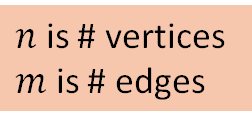 n is # vertices
m is # edges